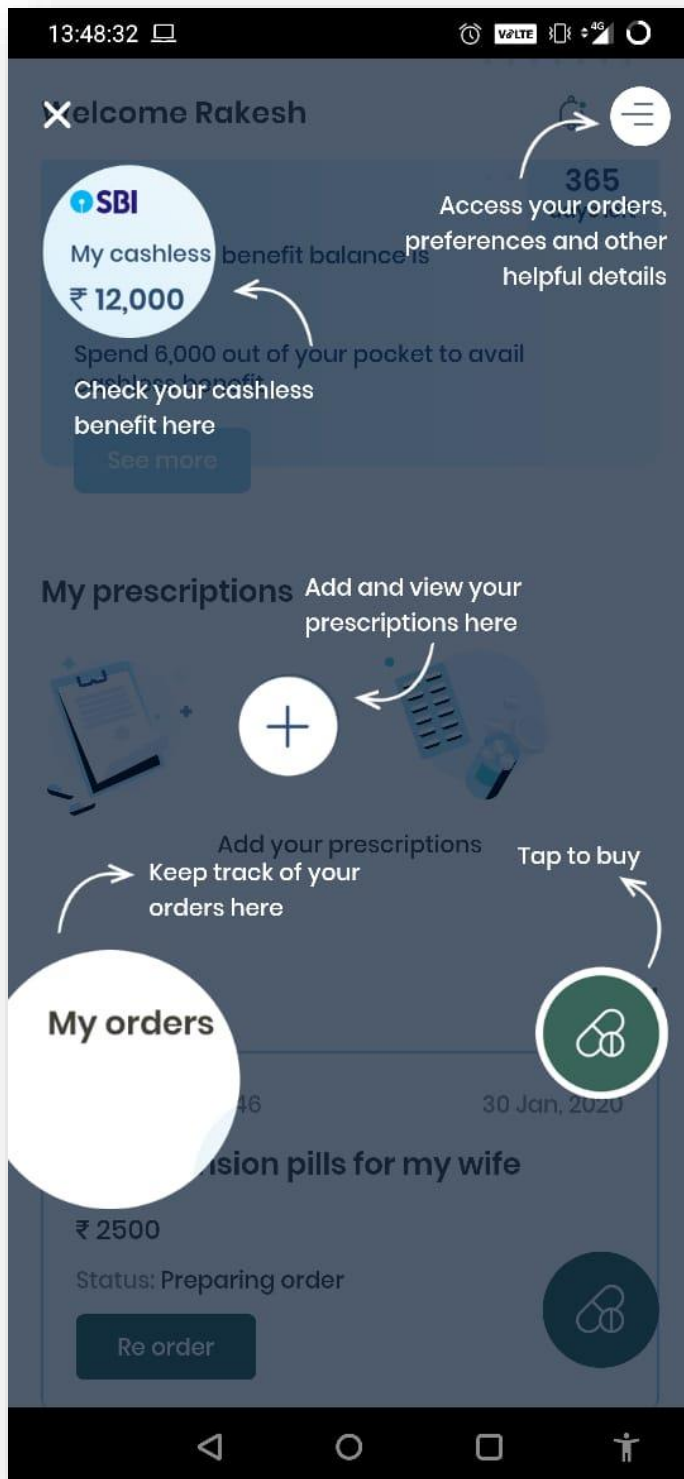 13:48:32
VoLTE
4G
Welcome Rakesh
365
SBI
Access your orders,
preferences and other
helpful details
My cashless benefit balance is
₹ 12,000
Spend 6,000 out of your pocket to avail
cashless benefit
Check your cashless
benefit here
See more
My prescriptions
Add and view your
prescriptions here
Add your prescriptions
Keep track of your
orders here
Tap to buy
My orders
46
30 Jan, 2020
pills for my wife
₹ 2500
Status: Preparing order
Re order